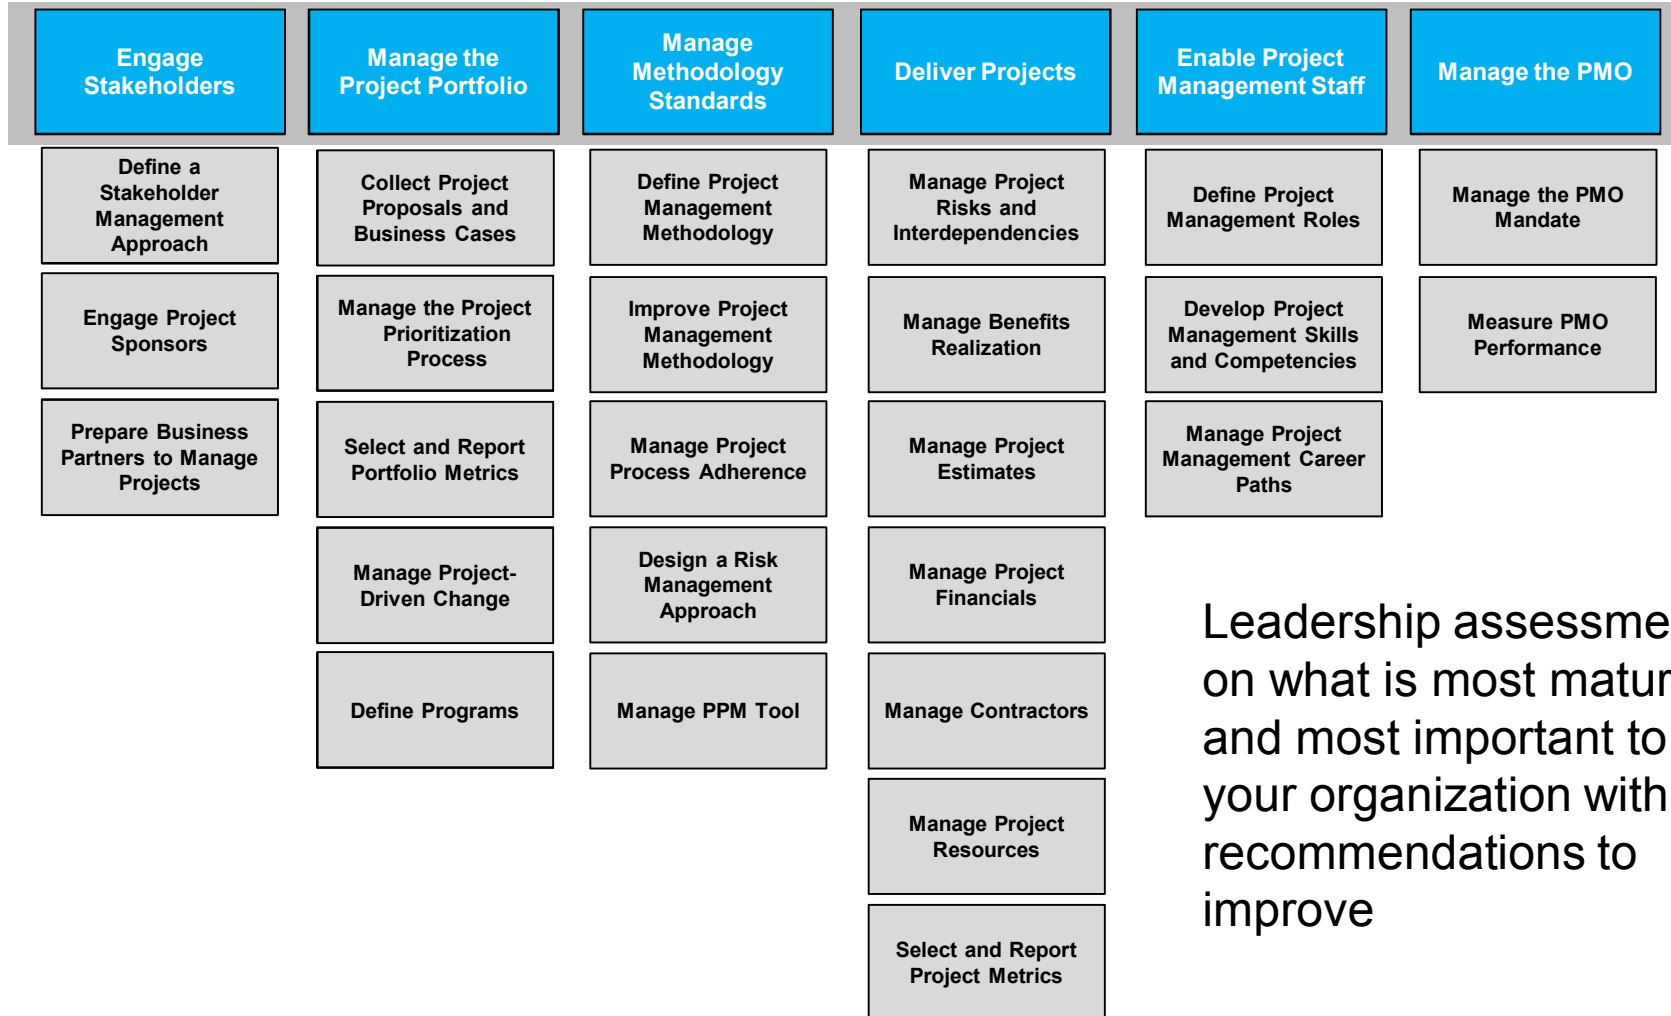 Engage
Stakeholders
Manage the
Project Portfolio
Manage
Methodology
Standards
Deliver Projects
Enable Project
Management Staff
Manage the PMO
Define a
Stakeholder
Management
Approach
Engage Project
Sponsors
Prepare Business
Partners to Manage
Projects
Collect Project
Proposals and
Business Cases
Manage the Project
Prioritization
Process
Select and Report
Portfolio Metrics
Manage Project-
Driven Change
Define Programs
Define Project
Management
Methodology
Improve Project
Management
Methodology
Manage Project
Process Adherence
Design a Risk
Management
Approach
Manage PPM Tool
Manage Project
Risks and
Interdependencies
Manage Benefits
Realization
Manage Project
Estimates
Manage Project
Financials
Manage Contractors
Manage Project
Resources
Select and Report
Project Metrics
Define Project
Management Roles
Develop Project
Management Skills
and Competencies
Manage Project
Management Career
Paths
Manage the PMO
Mandate
Measure PMO
Performance
Leadership assessme
on what is most matur
and most important to
your organization with
recommendations to
improve